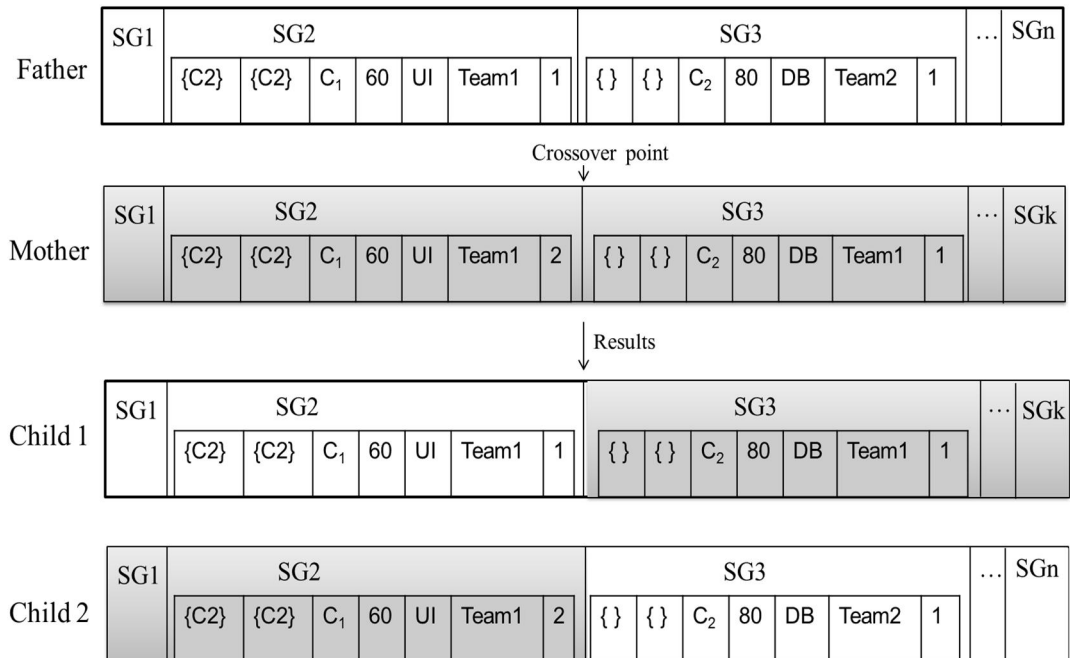 Father
SG1 SG2 SG3 … SGn
{C2} {C2} C₁ 60 UI Team1 1 { } { } C₂ 80 DB Team2 1
Crossover point
Mother
SG1 SG2 SG3 … SGk
{C2} {C2} C₁ 60 UI Team1 2 { } { } C₂ 80 DB Team1 1
Results
Child 1
SG1 SG2 SG3 … SGk
{C2} {C2} C₁ 60 UI Team1 1 { } { } C₂ 80 DB Team1 1
Child 2
SG1 SG2 SG3 … SGn
{C2} {C2} C₁ 60 UI Team1 2 { } { } C₂ 80 DB Team2 1